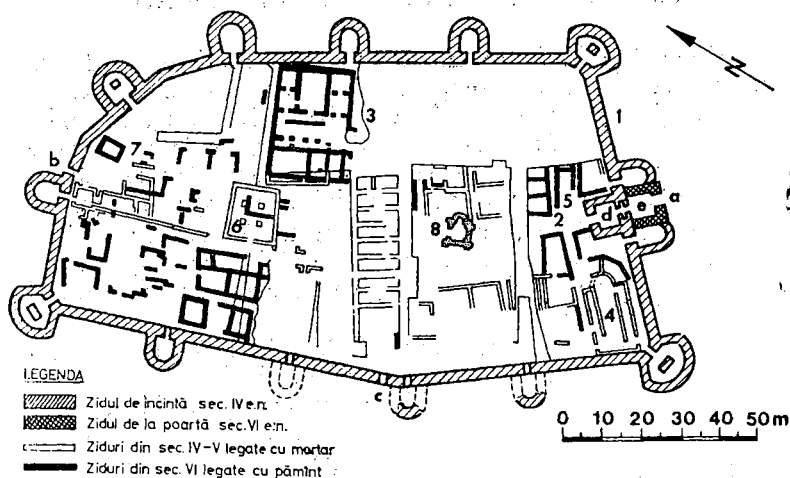 N
3
1
b
7
a
5
d
e
2
6
8
4
c
LEGENDA
Zidul de incintă sec. IV e.n.
Zidul de la poartă sec. VI e.n.
Ziduri din sec. IV-V legate cu mortar
Ziduri din sec. VI legate cu pămînt
0 10 20 30 40 50 m